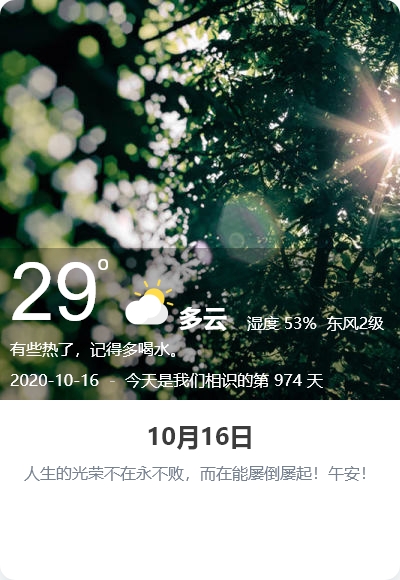 29°
多云 湿度 53% 东风2级
有些热了，记得多喝水。
2020-10-16 - 今天是我们相识的第 974 天
10月16日
人生的光荣不在永不败，而在能屡倒屡起！午安！